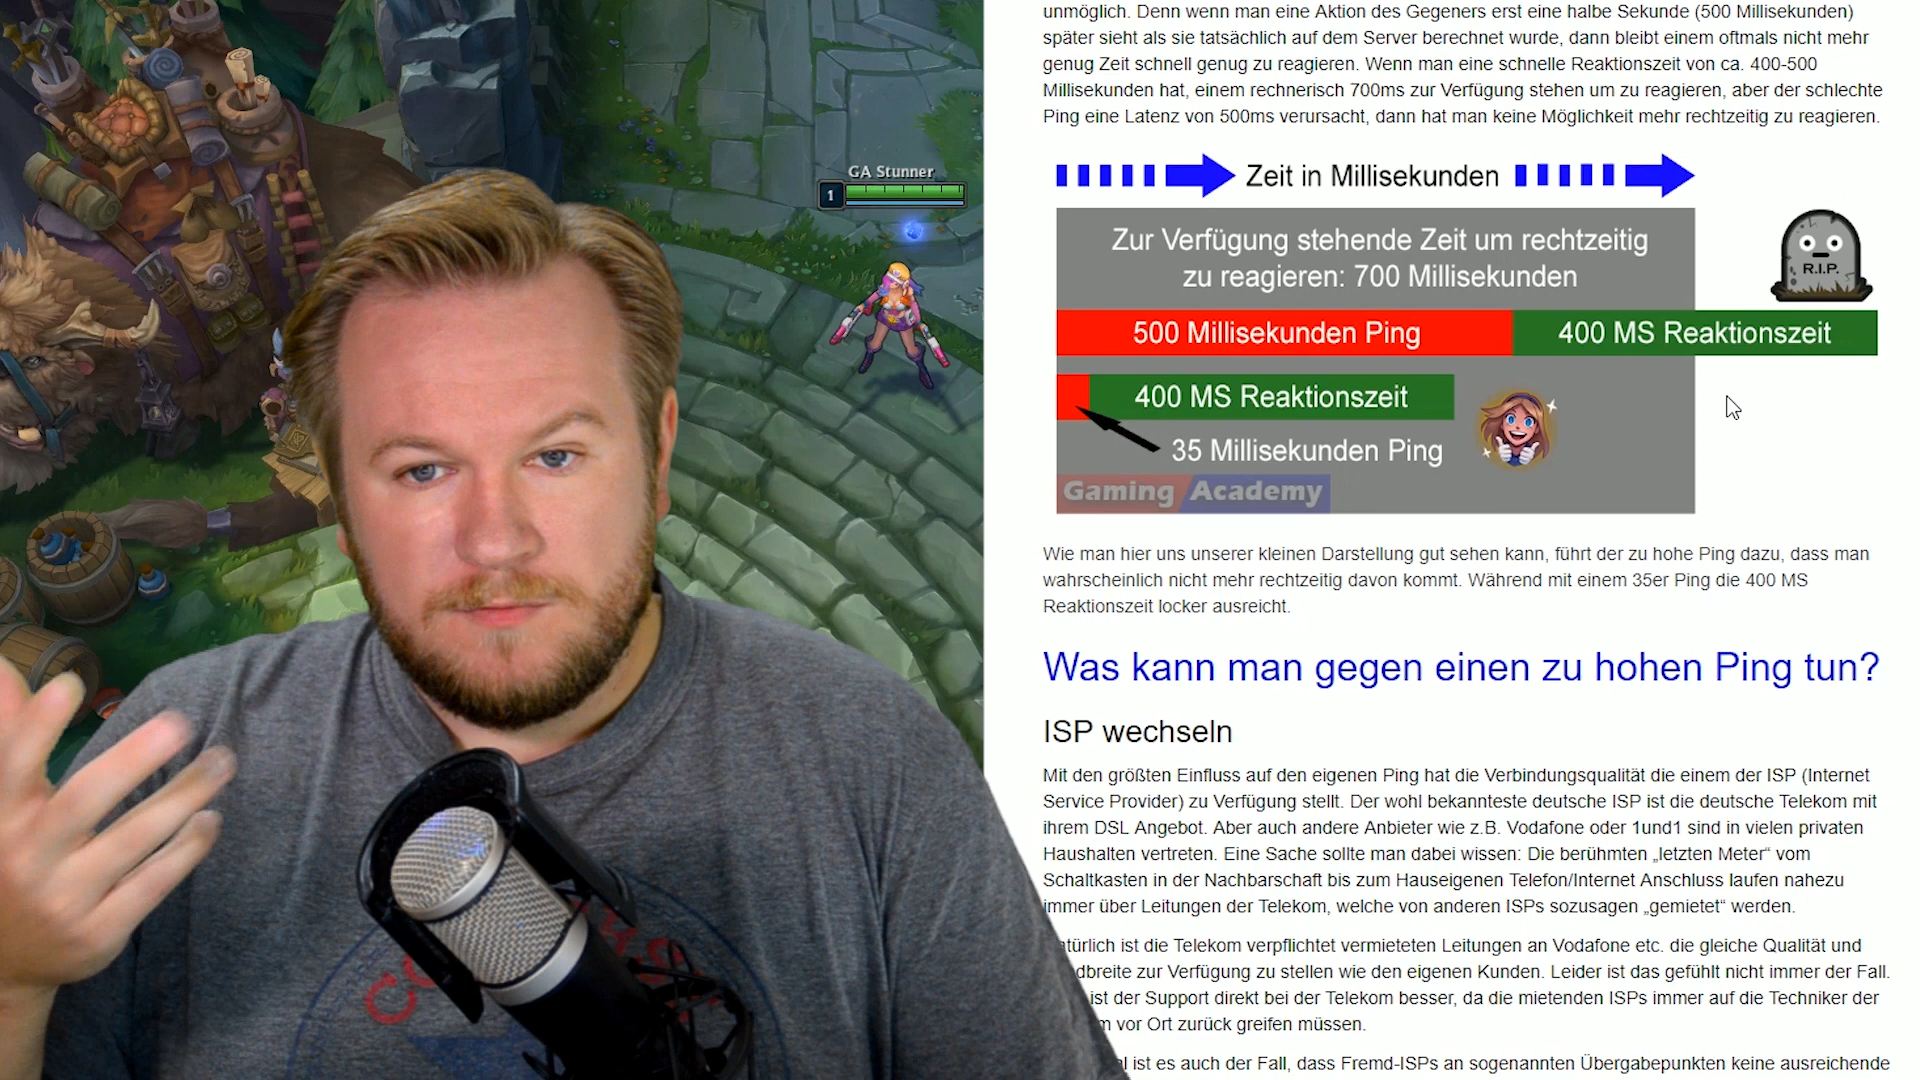 unmöglich. Denn wenn man eine Aktion des Gegeners erst eine halbe Sekunde (500 Millisekunden)
später sieht als sie tatsächlich auf dem Server berechnet wurde, dann bleibt einem oftmals nicht mehr
genug Zeit schnell genug zu reagieren. Wenn man eine schnelle Reaktionszeit von ca. 400-500
Millisekunden hat, einem rechnerisch 700ms zur Verfügung stehen um zu reagieren, aber der schlechte
Ping eine Latenz von 500ms verursacht, dann hat man keine Möglichkeit mehr rechtzeitig zu reagieren.
GA Stunner
1
Zeit in Millisekunden
Zur Verfügung stehende Zeit um rechtzeitig
zu reagieren: 700 Millisekunden
R.I.P.
500 Millisekunden Ping
400 MS Reaktionszeit
400 MS Reaktionszeit
35 Millisekunden Ping
Gaming Academy
Wie man hier uns unserer kleinen Darstellung gut sehen kann, führt der zu hohe Ping dazu, dass man
wahrscheinlich nicht mehr rechtzeitig davon kommt. Während mit einem 35er Ping die 400 MS
Reaktionszeit locker ausreicht.
Was kann man gegen einen zu hohen Ping tun?
ISP wechseln
Mit den größten Einfluss auf den eigenen Ping hat die Verbindungsqualität die einem der ISP (Internet
Service Provider) zu Verfügung stellt. Der wohl bekannteste deutsche ISP ist die deutsche Telekom mit
ihrem DSL Angebot. Aber auch andere Anbieter wie z.B. Vodafone oder 1und1 sind in vielen privaten
Haushalten vertreten. Eine Sache sollte man dabei wissen: Die berühmten „letzten Meter“ vom
Schaltkasten in der Nachbarschaft bis zum Hauseigenen Telefon/Internet Anschluss laufen nahezu
immer über Leitungen der Telekom, welche von anderen ISPs sozusagen „gemietet“ werden.
türlich ist die Telekom verpflichtet vermieteten Leitungen an Vodafone etc. die gleiche Qualität und
dbreite zur Verfügung zu stellen wie den eigenen Kunden. Leider ist das gefühlt nicht immer der Fall.
ist der Support direkt bei der Telekom besser, da die mietenden ISPs immer auf die Techniker der
m vor Ort zurück greifen müssen.
l ist es auch der Fall, dass Fremd-ISPs an sogenannten Übergabepunkten keine ausreichende